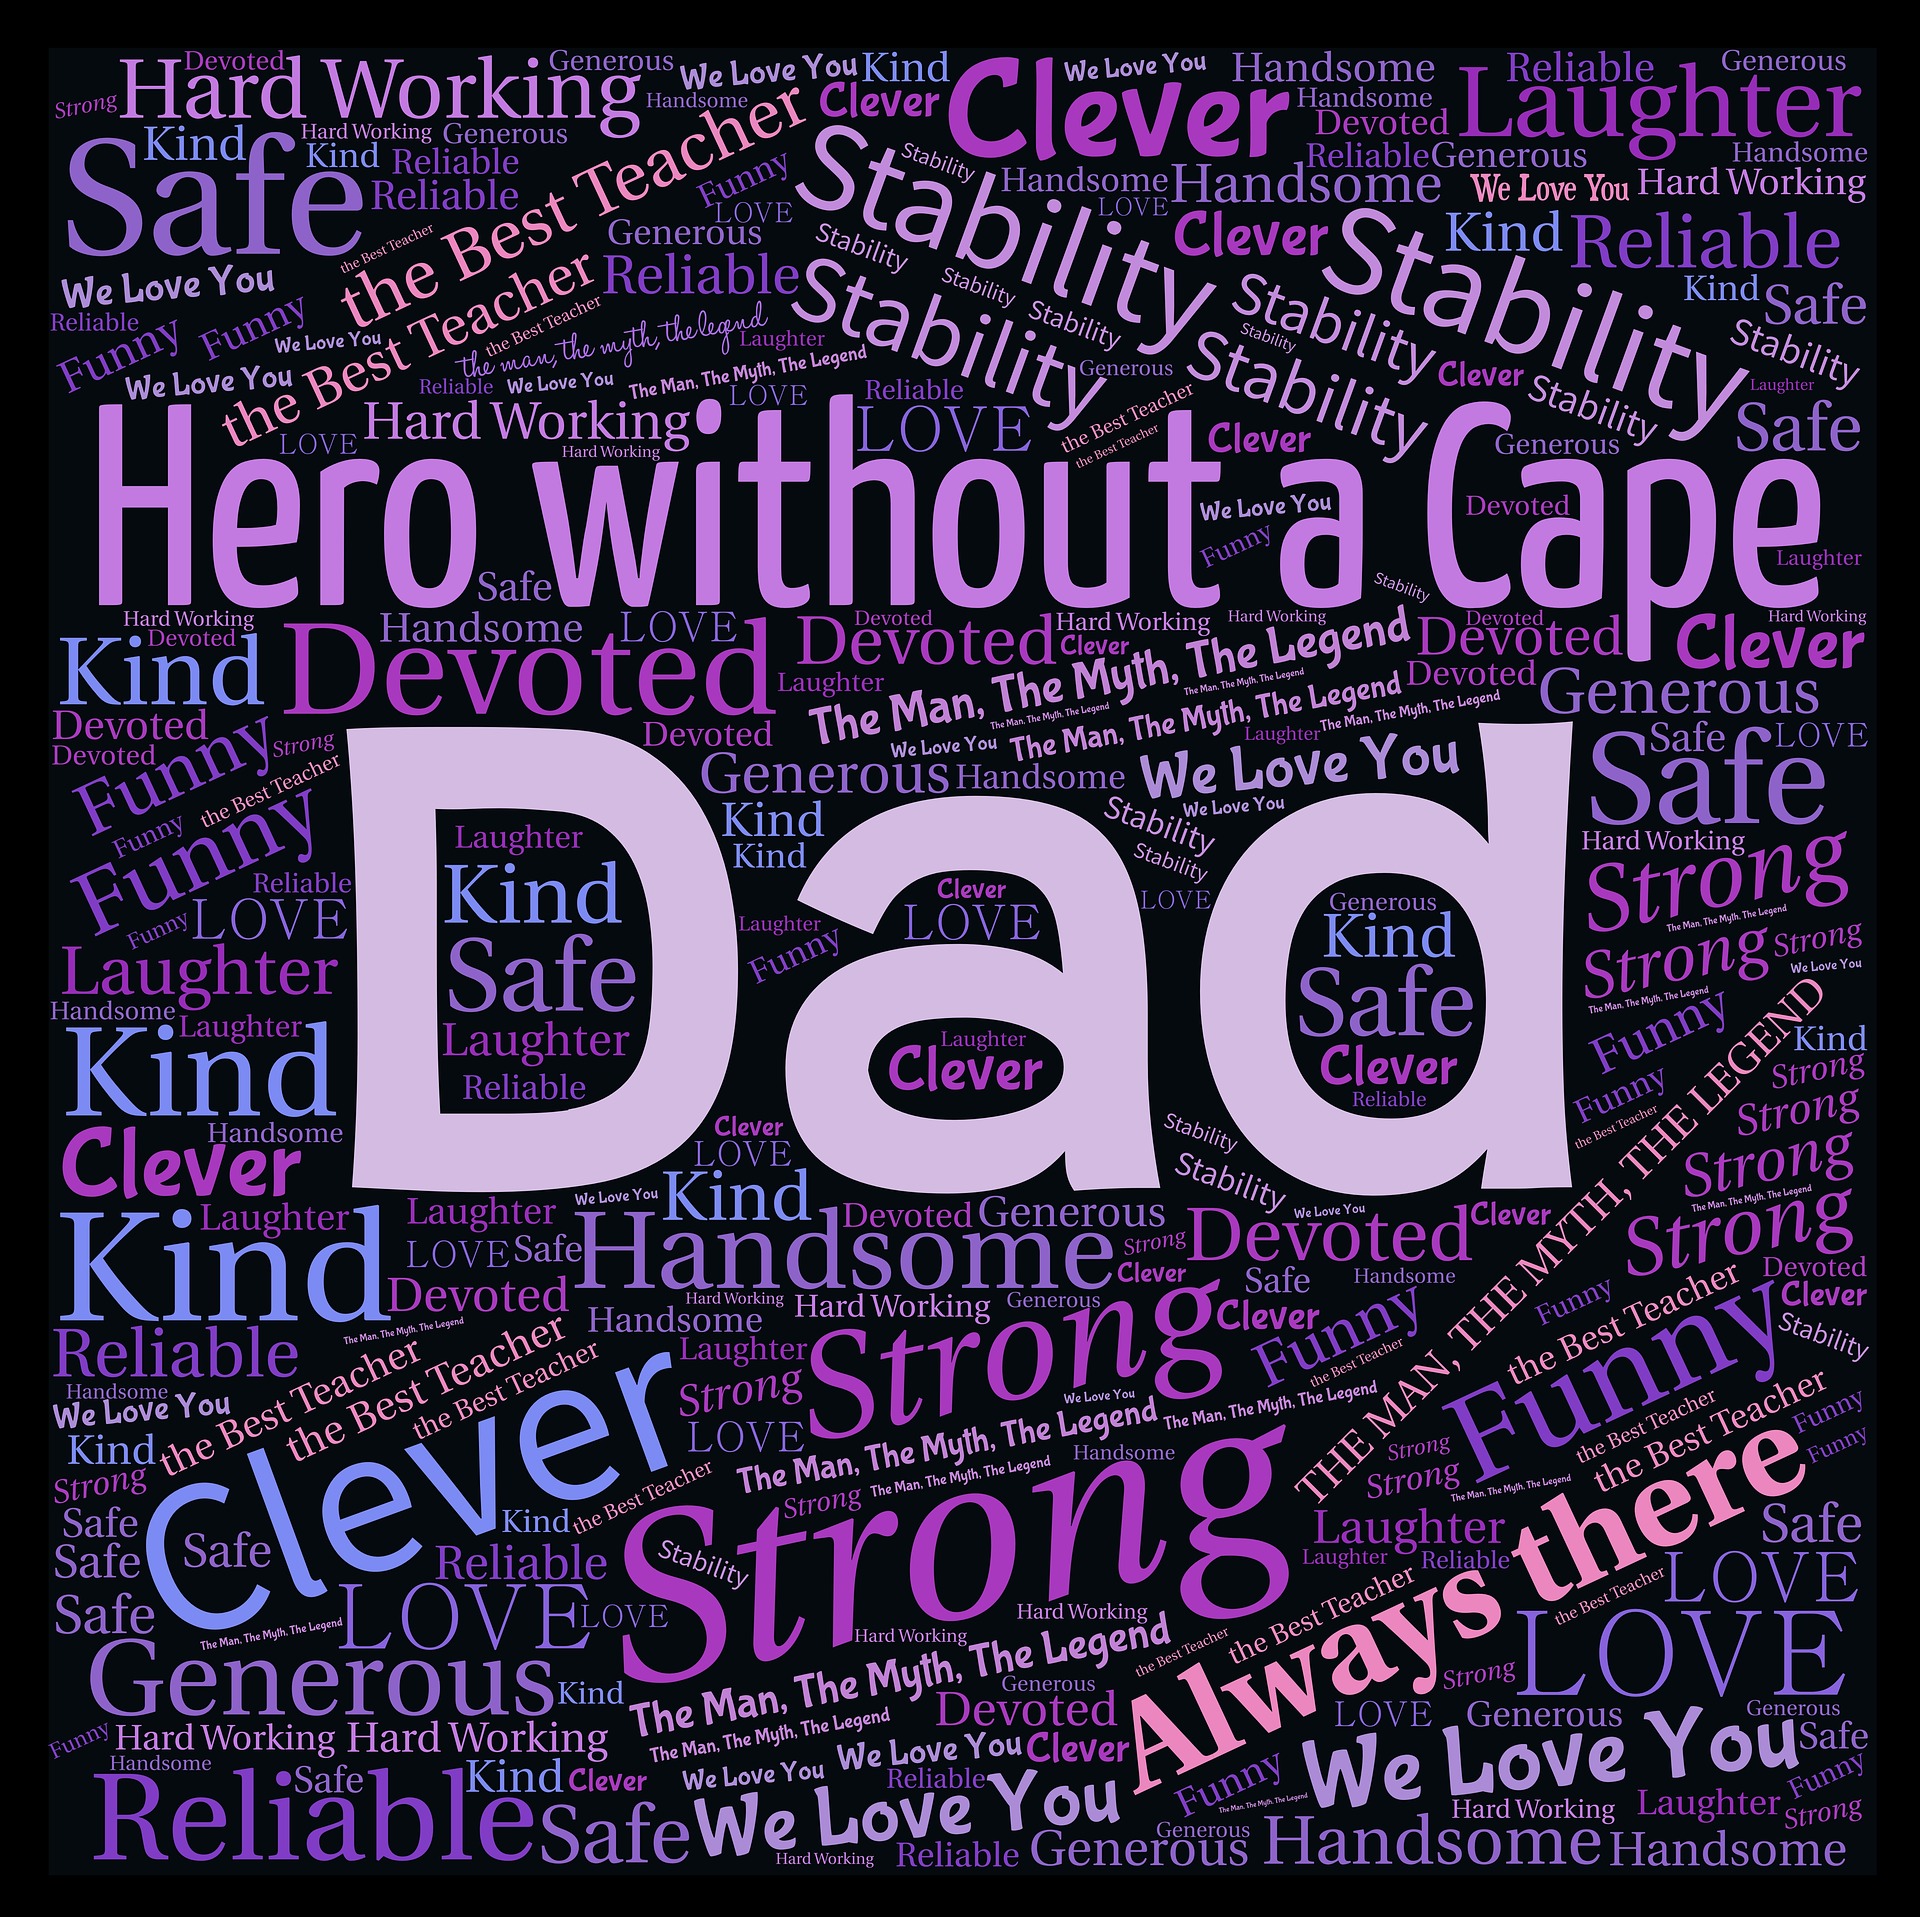 Devoted Generous We Love You Kind Clever We Love You Handsome Reliable Generous
Strong Hard Working Handsome Clever Handsome Laughter
Safe Kind Hard Working Generous the Best Teacher Devoted
Kind Reliable Funny Stability Stability Handsome Reliable Generous Handsome
Reliable LOVE LOVE Handsome We Love You Hard Working
the Best Teacher Generous Stability Clever Stability Kind Reliable
We Love You the Best Teacher Reliable Stability Stability Stability Stability Kind Safe
Reliable Funny Funny We Love You the Best Teacher the man, the myth, the legend Laughter Stability Stability Stability Stability
We Love You Reliable We Love You The Man, The Myth, The Legend Generous Clever Stability Laughter
LOVE Reliable the Best Teacher
LOVE Hard Working LOVE the Best Teacher Clever Generous Safe
Hard Working
Hero without a Cape
We Love You Devoted
Funny Laughter
Safe Stability
Hard Working Handsome LOVE Devoted Devoted Hard Working Hard Working Devoted Devoted Hard Working
Kind Devoted Devoted Clever The Man, The Myth, The Legend Clever
Laughter The Man, The Myth, The Legend Devoted Generous
Devoted Funny Strong Devoted The Man, The Myth, The Legend The Man, The Myth, The Legend The Man, The Myth, The Legend
Devoted the Best Teacher We Love You Laughter Safe Safe LOVE
Generous Handsome We Love You
Dad
Funny Funny Kind Stability We Love You
Laughter Kind Stability Hard Working
Kind Clever Generous Strong
Reliable LOVE LOVE LOVE Kind The Man, The Myth, The Legend
Funny Laughter Funny Strong Strong
Laughter Safe Safe We Love You
Handsome Laughter Laughter Laughter The Man, The Myth, The Legend
Kind Clever Clever Funny Kind
Reliable Reliable Funny Strong
Handsome Clever Stability the Best Teacher Strong
Clever LOVE Stability THE MAN, THE MYTH, THE LEGEND Strong
We Love You Kind The Man, The Myth, The Legend
Kind Laughter Laughter Devoted Generous We Love You Devoted Clever Strong
LOVE Safe Handsome Strong
Devoted Clever Safe Handsome Devoted
Hard Working Hard Working Generous Funny Clever
Reliable The Man, The Myth, The Legend Handsome Strong Clever Funny the Best Teacher Stability
Handsome the Best Teacher the Best Teacher the Best Teacher Laughter the Best Teacher Funny
We Love You Strong We Love You The Man, The Myth, The Legend the Best Teacher Funny
Kind Clever LOVE The Man, The Myth, The Legend Handsome Strong the Best Teacher Funny
Strong the Best Teacher Strong The Man, The Myth, The Legend Strong The Man, The Myth, The Legend
Safe Kind Strong Laughter Always there Safe
Safe Safe Reliable Stability Laughter Reliable
Safe LOVE LOVE Hard Working the Best Teacher the Best Teacher LOVE
The Man, The Myth, The Legend Hard Working The Man, The Myth, The Legend the Best Teacher
Generous Kind Generous Strong LOVE
Funny Hard Working Hard Working The Man, The Myth, The Legend Devoted LOVE Generous Generous
Handsome We Love You Clever We Love You Safe
Reliable Safe Kind Clever We Love You Reliable Funny Funny
Safe We Love You The Man, The Myth, The Legend Hard Working Laughter Strong
Hard Working Reliable Generous Generous Handsome Handsome